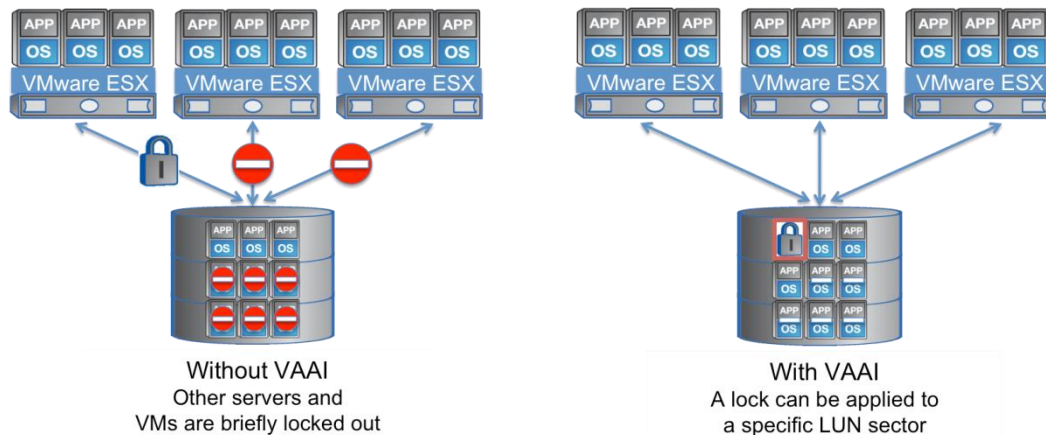 APP APP APP APP APP APP APP APP APP
OS OS OS OS OS OS OS OS OS
VMware ESX VMware ESX VMware ESX
APP APP APP
OS OS OS
Without VAAI
Other servers and
VMs are briefly locked out
APP APP APP APP APP APP APP APP APP
OS OS OS OS OS OS OS OS OS
VMware ESX VMware ESX VMware ESX
APP APP
OS OS
APP APP APP
OS OS OS
APP APP APP
OS OS OS
With VAAI
A lock can be applied to
a specific LUN sector